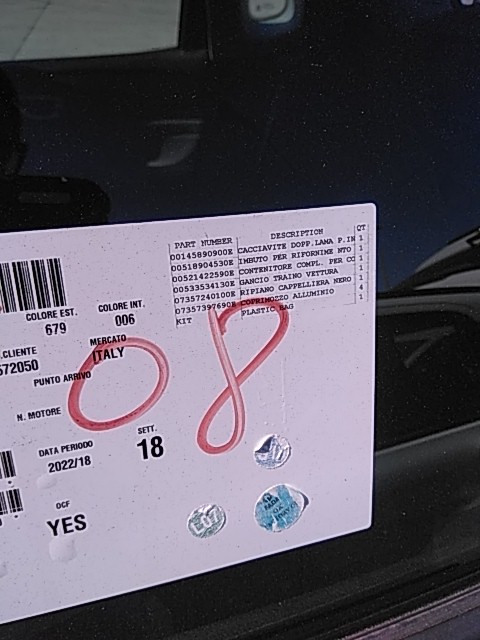 PART NUMBER DESCRIPTION QT
00145890900E CACCIAVITE DOPP.LAMA P.IN 1
00518904530E IMBUTO PER RIFORNIME NTO 1
00521422590E CONTENITORE COMPL. PER CO 1
00533534130E GANCIO TRAINO VETTURA 1
07357240100E RIPIANO CAPPELLIERA NERO 1
07357397690E COPRIMOZZO ALLUMINIO 4
KIT PLASTIC BAG 1
COLORE EST. COLORE INT.
679 006
.CLIENTE MERCATO
572050 ITALY
PUNTO ARRIVO
08
N. MOTORE
DATA PERIODO SETT.
2022/18 18
OCF
YES
E07